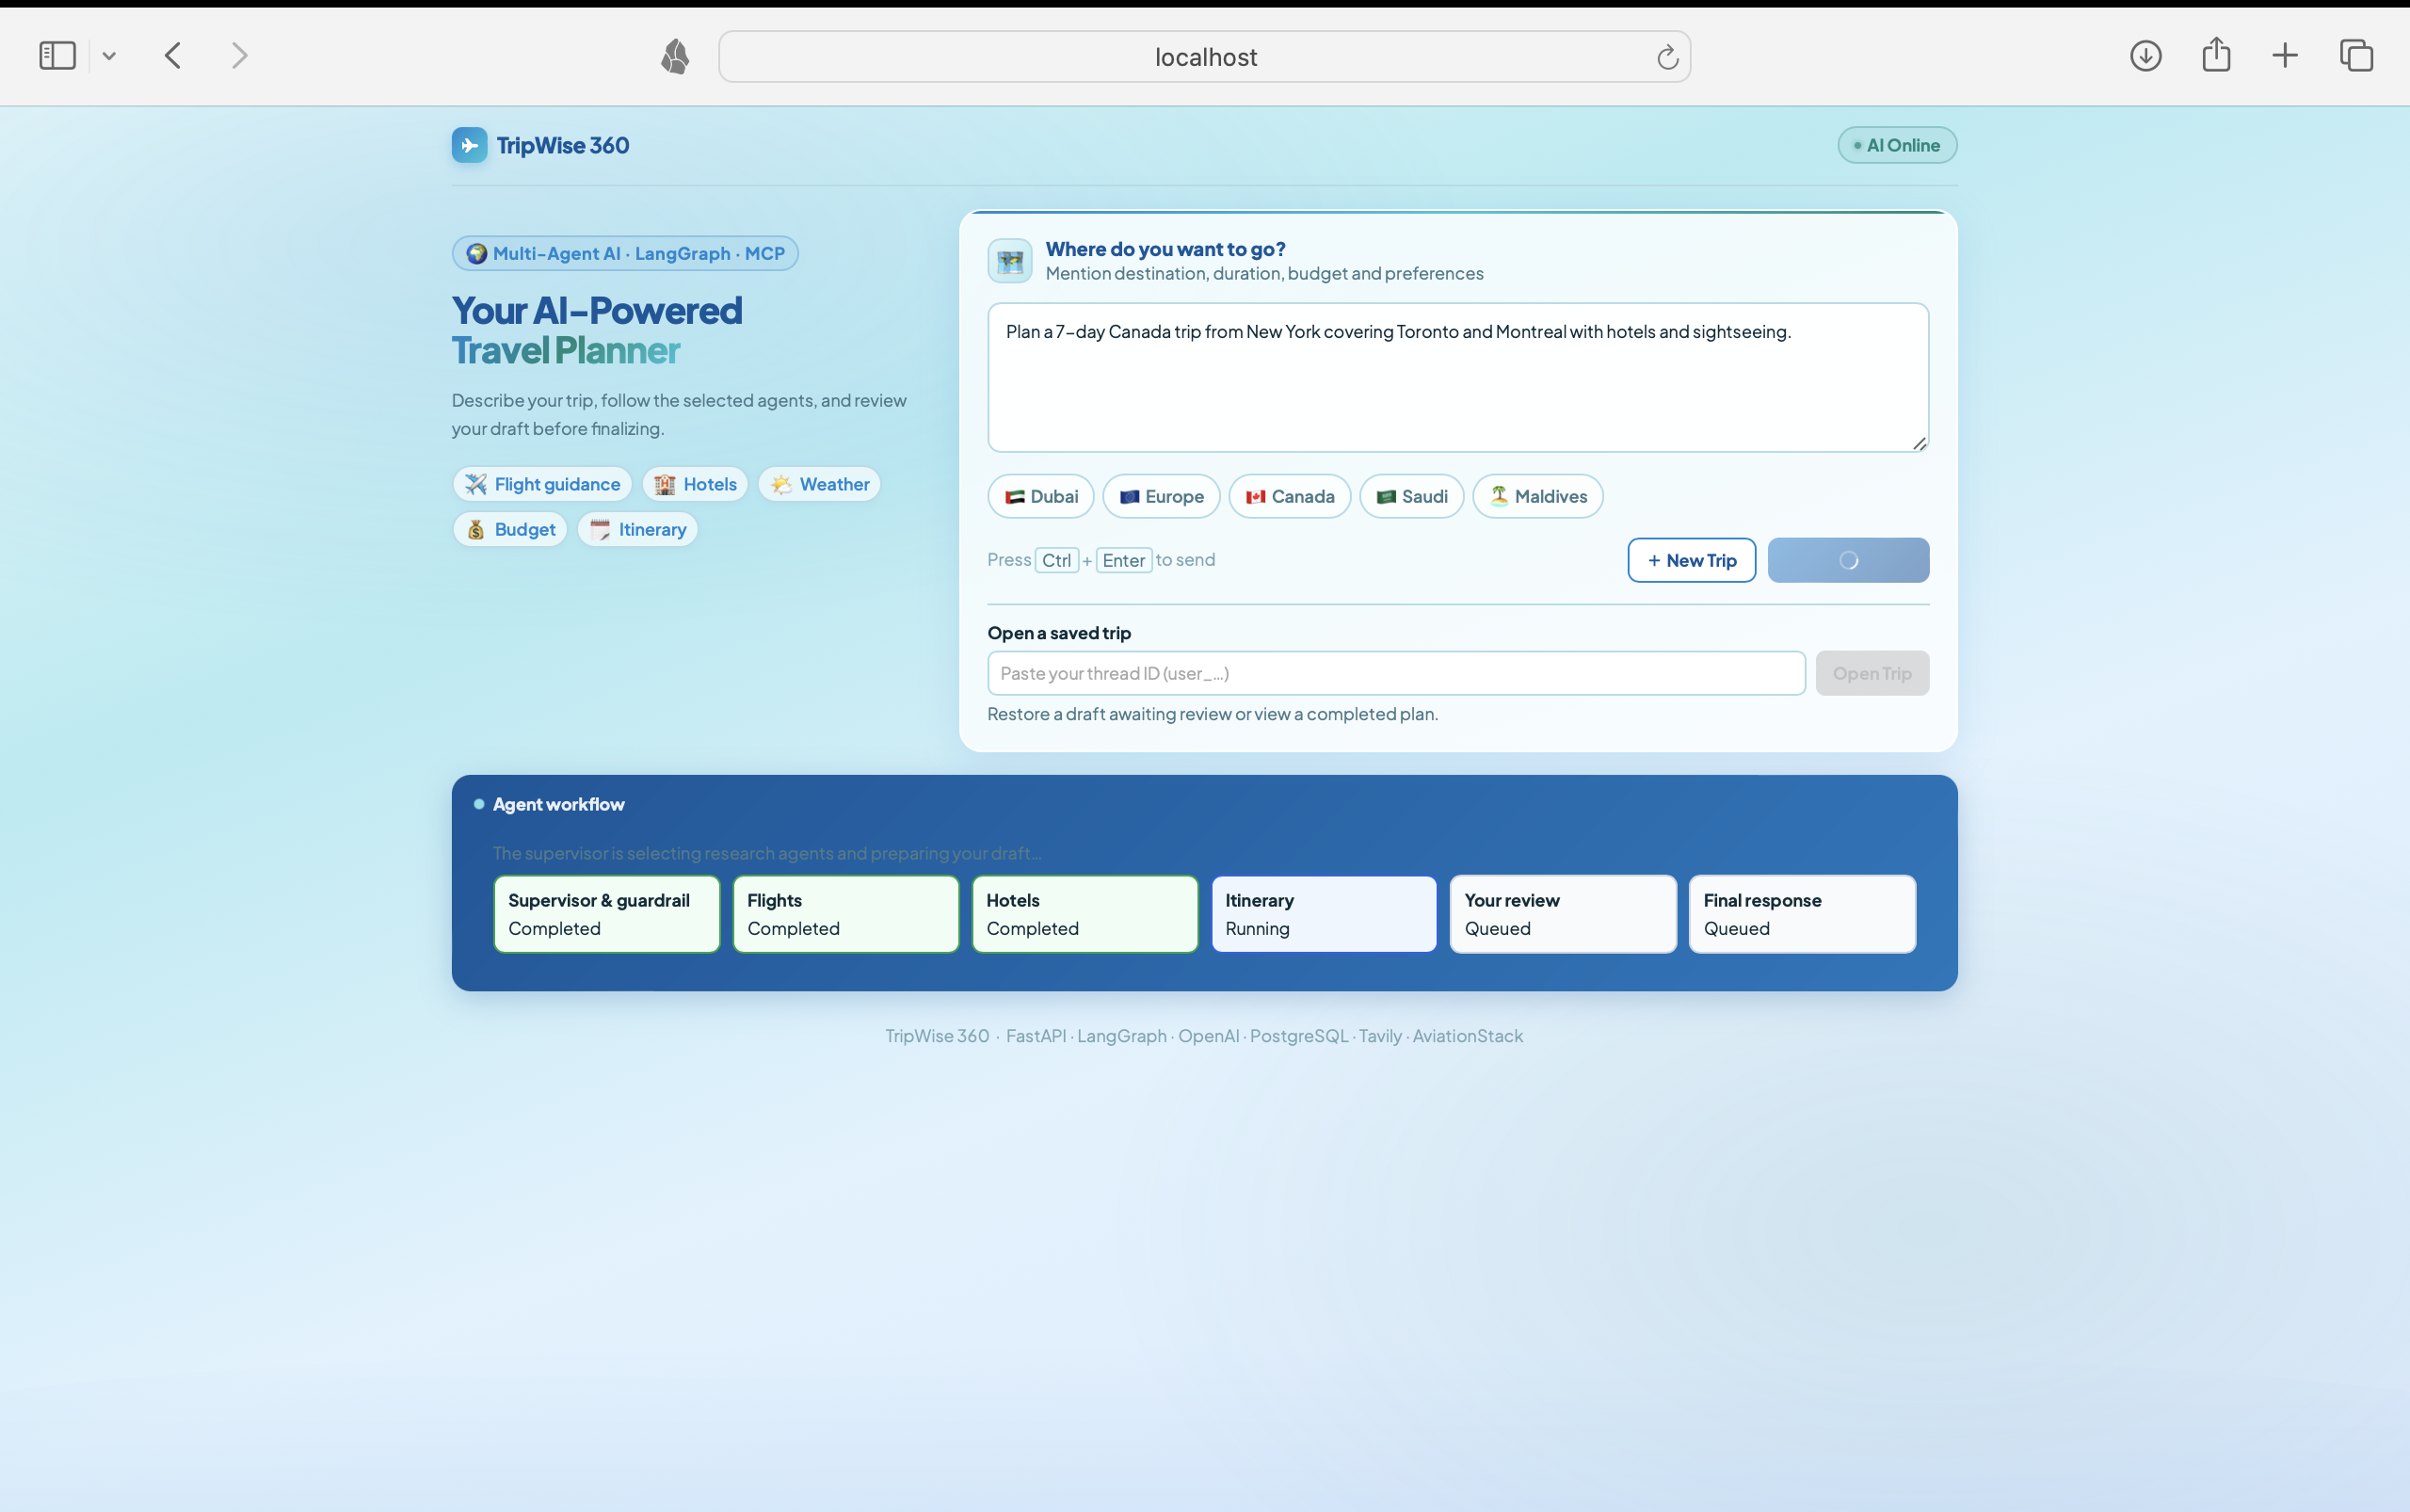 localhost
TripWise 360
AI Online
🌍 Multi-Agent AI · LangGraph · MCP
Your AI-Powered
Travel Planner
Describe your trip, follow the selected agents, and review
your draft before finalizing.
✈️ Flight guidance
🏨 Hotels
🌤️ Weather
💰 Budget
🗓️ Itinerary
Where do you want to go?
Mention destination, duration, budget and preferences
Plan a 7-day Canada trip from New York covering Toronto and Montreal with hotels and sightseeing.
🇦🇪 Dubai
🇪🇺 Europe
🇨🇦 Canada
🇸🇦 Saudi
🏝️ Maldives
Press Ctrl + Enter to send
+ New Trip
Open a saved trip
Paste your thread ID (user_...)
Open Trip
Restore a draft awaiting review or view a completed plan.
Agent workflow
The supervisor is selecting research agents and preparing your draft...
Supervisor & guardrail
Completed
Flights
Completed
Hotels
Completed
Itinerary
Running
Your review
Queued
Final response
Queued
TripWise 360 · FastAPI · LangGraph · OpenAI · PostgreSQL · Tavily · AviationStack